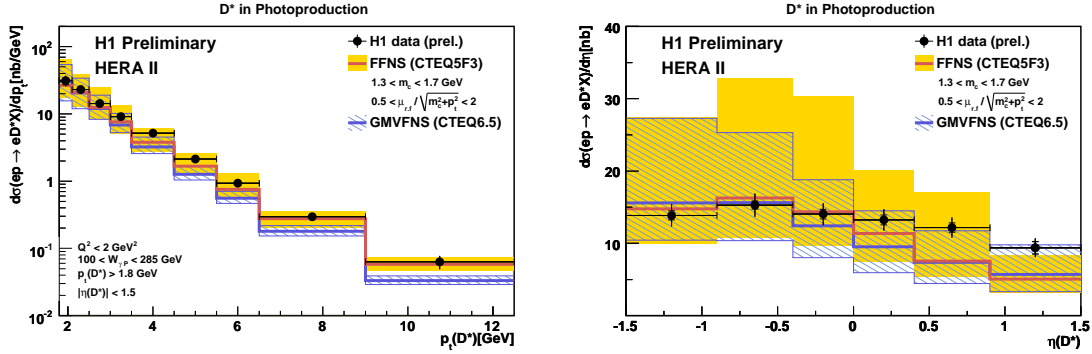 D* in Photoproduction
dσ(ep → eD*X)/dp_t[nb/GeV]
10²
10
1
10⁻¹
10⁻²
H1 Preliminary
HERA II
H1 data (prel.)
FFNS (CTEQ5F3)
1.3 < m_c < 1.7 GeV
0.5 < μ_r,f / √m_c²+p_t² < 2
GMVFNS (CTEQ6.5)
Q² < 2 GeV²
100 < W_γp < 285 GeV
p_t(D*) > 1.8 GeV
|η(D*)| < 1.5
2 4 6 8 10 12
p_t(D*)[GeV]
D* in Photoproduction
dσ(ep → eD*X)/dη[nb]
40
30
20
10
H1 Preliminary
HERA II
H1 data (prel.)
FFNS (CTEQ5F3)
1.3 < m_c < 1.7 GeV
0.5 < μ_r,f / √m_c²+p_t² < 2
GMVFNS (CTEQ6.5)
-1.5 -1 -0.5 0 0.5 1 1.5
η(D*)